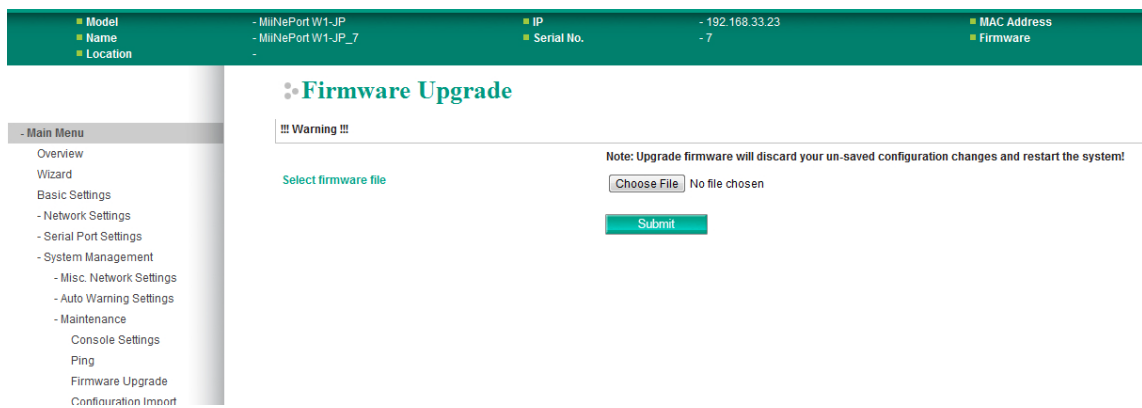 Model - MiiNePort W1-JP IP - 192.168.33.23 MAC Address
Name - MiiNePort W1-JP_7 Serial No. - 7 Firmware
Location -
Firmware Upgrade
!!! Warning !!!
Note: Upgrade firmware will discard your un-saved configuration changes and restart the system!
Select firmware file Choose File No file chosen
Submit
- Main Menu
Overview
Wizard
Basic Settings
- Network Settings
- Serial Port Settings
- System Management
- Misc. Network Settings
- Auto Warning Settings
- Maintenance
Console Settings
Ping
Firmware Upgrade
Configuration Import